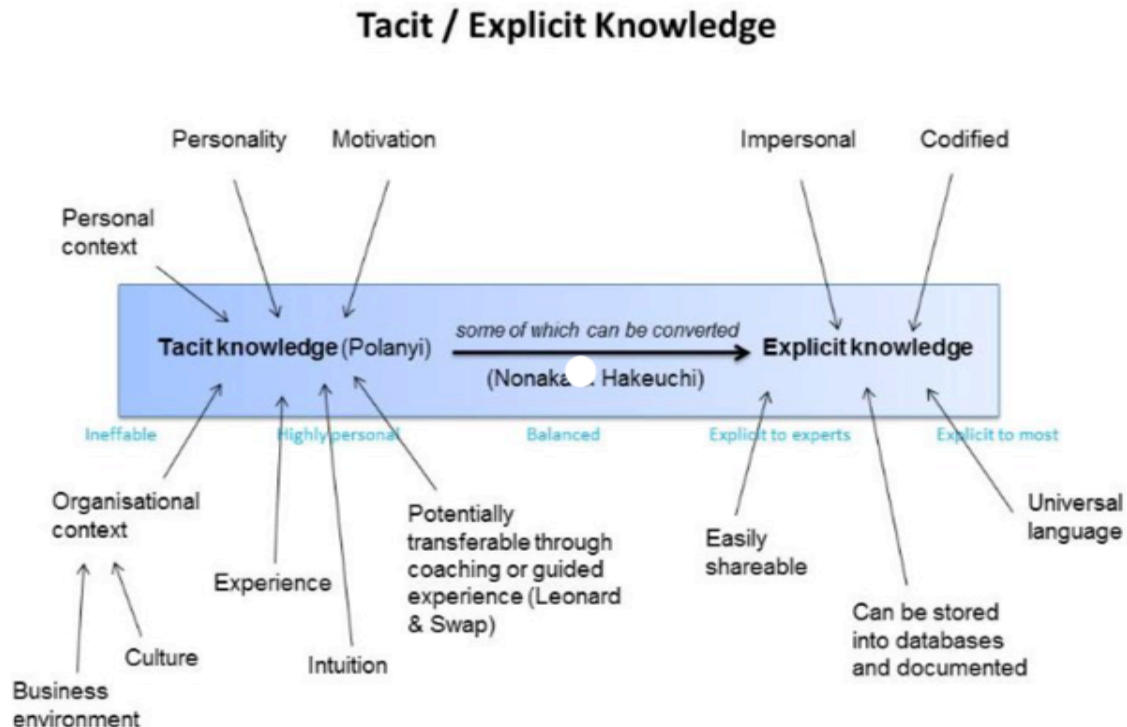 Tacit / Explicit Knowledge
Personality
Motivation
Impersonal
Codified
Personal
context
some of which can be converted
Tacit knowledge (Polanyi)
Explicit knowledge
(Nonaka Hakeuchi)
Ineffable
Highly personal
Balanced
Explicit to experts
Explicit to most
Organisational
context
Potentially
transferable through
coaching or guided
experience (Leonard
& Swap)
Experience
Intuition
Culture
Business
environment
Easily
shareable
Can be stored
into databases
and documented
Universal
language